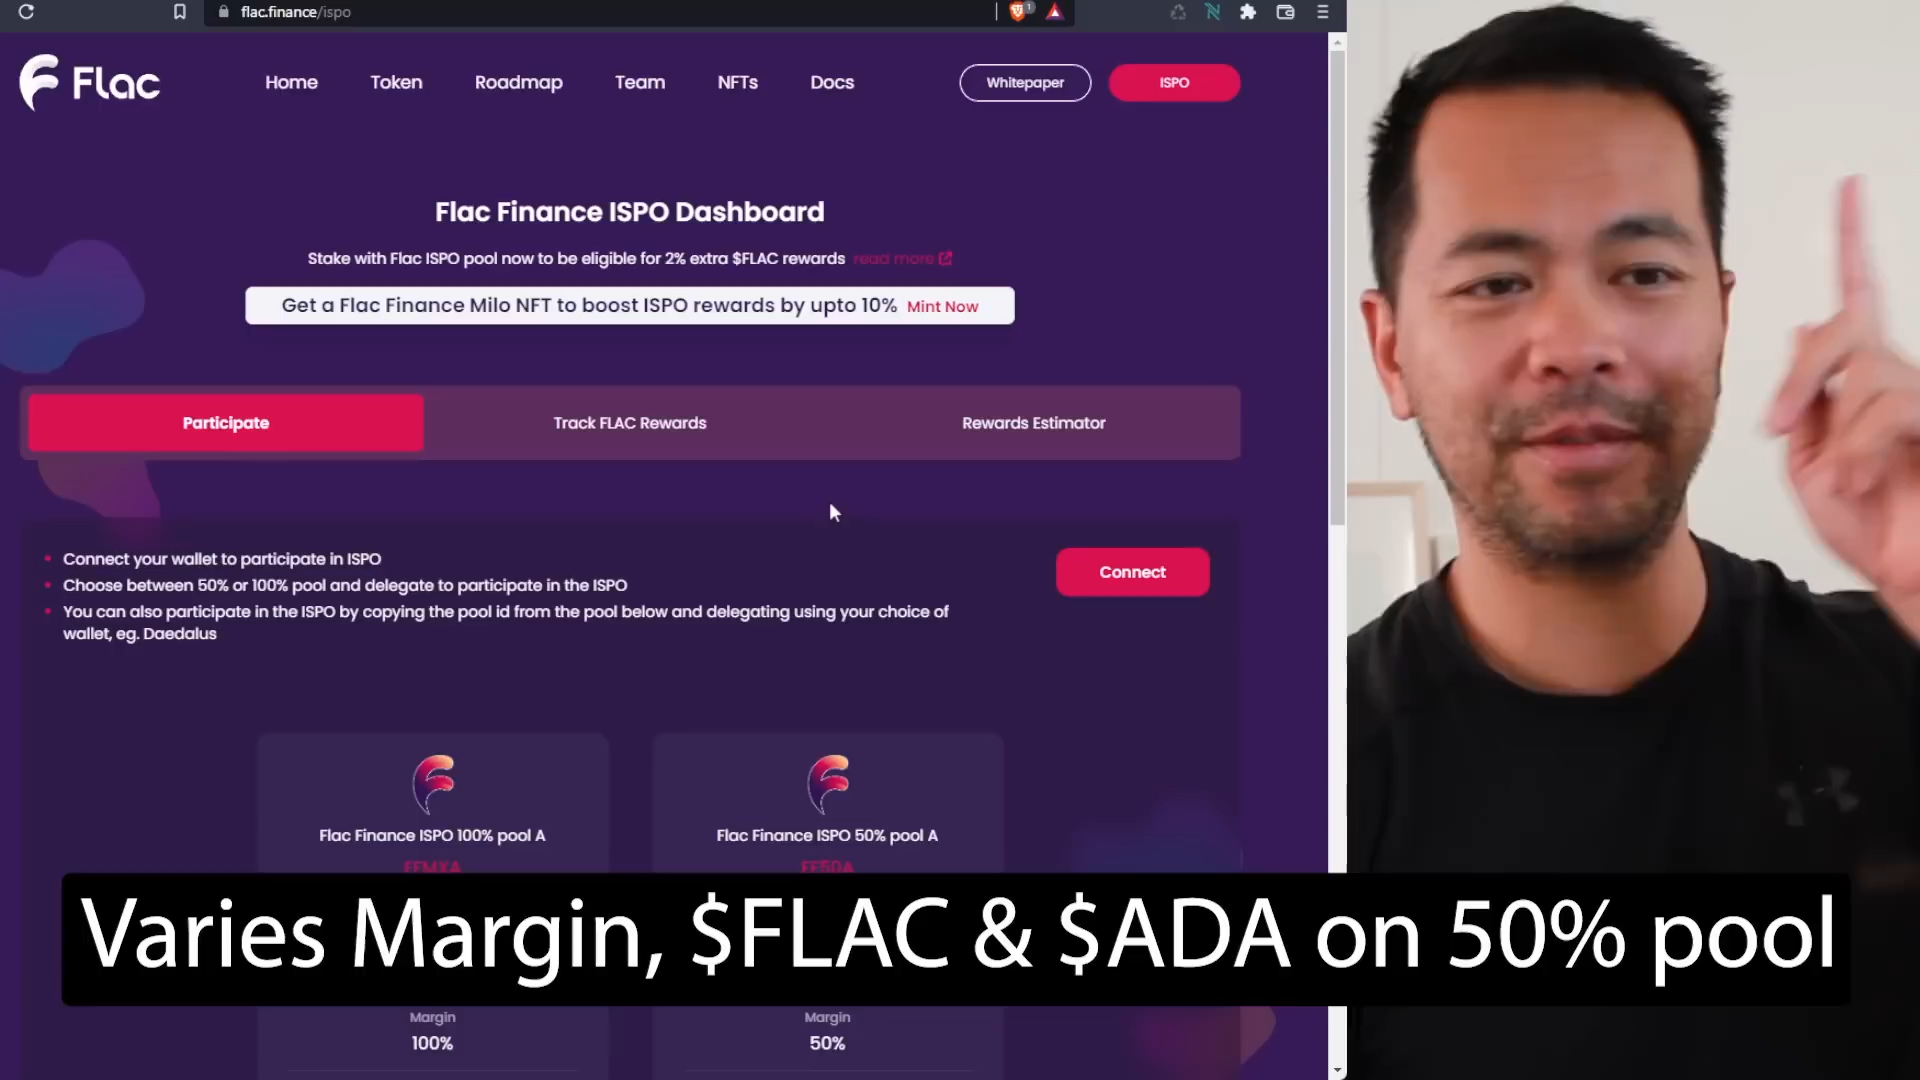 flac.finance/ispo
1
Flac
Home
Token
Roadmap
Team
NFTs
Docs
Whitepaper
ISPO
Flac Finance ISPO Dashboard
Stake with Flac ISPO pool now to be eligible for 2% extra $FLAC rewards read more
Get a Flac Finance Milo NFT to boost ISPO rewards by upto 10% Mint Now
Participate
Track FLAC Rewards
Rewards Estimator
Connect your wallet to participate in ISPO
Choose between 50% or 100% pool and delegate to participate in the ISPO
You can also participate in the ISPO by copying the pool id from the pool below and delegating using your choice of
wallet, eg. Daedalus
Connect
Flac Finance ISPO 100% pool A
FFMXA
Flac Finance ISPO 50% pool A
FF50A
Varies Margin, $FLAC & $ADA on 50% pool
Margin
100%
Margin
50%